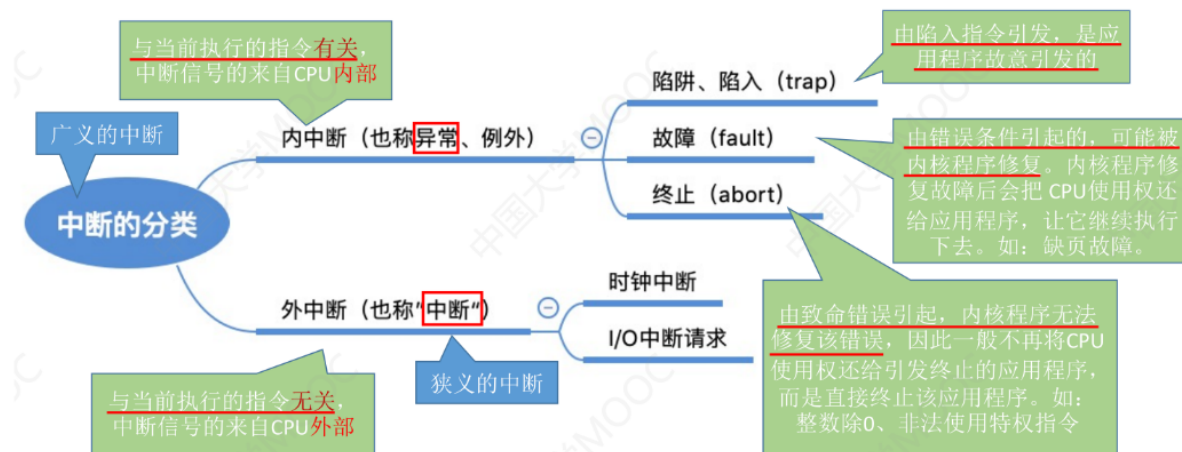 与当前执行的指令有关,
中断信号的来自CPU内部
广义的中断
中断的分类
内中断（也称异常、例外）
陷阱、陷入（trap）
由陷入指令引发，是应
用程序故意引发的
故障（fault）
由错误条件引起的，可能被
内核程序修复。内核程序修
复故障后会把 CPU使用权还
给应用程序，让它继续执行
下去。如：缺页故障。
终止（abort）
由致命错误引起，内核程序无法
修复该错误，因此一般不再将CPU
使用权还给引发终止的应用程序，
而是直接终止该应用程序。如：
整数除0、非法使用特权指令
外中断（也称"中断"）
狭义的中断
时钟中断
I/O中断请求
与当前执行的指令无关，
中断信号的来自CPU外部
中国大学MOOC